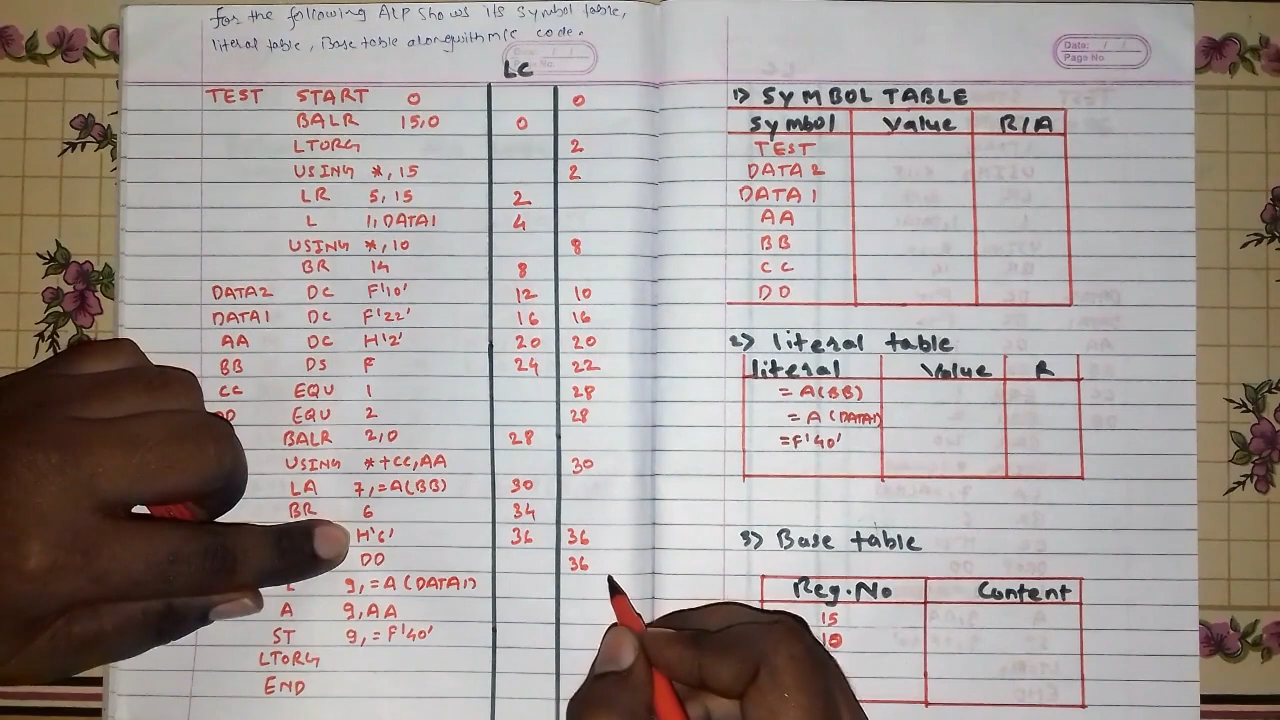 For the following ALP shows its symbol table,
literal table, Base table alongwith m/c code.
Date: / /
Page No
LC
TEST START 0 0
BALR 15,0 0
LTORG 2
USING *,15 2
LR 5,15 2
L 1,DATA1 4
USING *,10 8
BR 14 8
DATA2 DC F'10' 12 10
DATA1 DC F'22' 16 16
AA DC H'2' 20 20
BB DS F 24 22
CC EQU 1 28
DD EQU 2 28
BALR 2,0 28
USING *+CC,AA 30
LA 7,=A(BB) 30
BR 6 34
H'6' 36 36
DD 36
L 9,=A(DATA1)
A 9,AA
ST 9,=F'40'
LTORG
END
Date: / /
Page No
1> SYMBOL TABLE
Symbol Value R/A
TEST
DATA2
DATA1
AA
BB
CC
DD
2> literal table
literal Value R
=A(BB)
=A(DATA1)
=F'40'
3> Base table
Reg.No Content
15
10